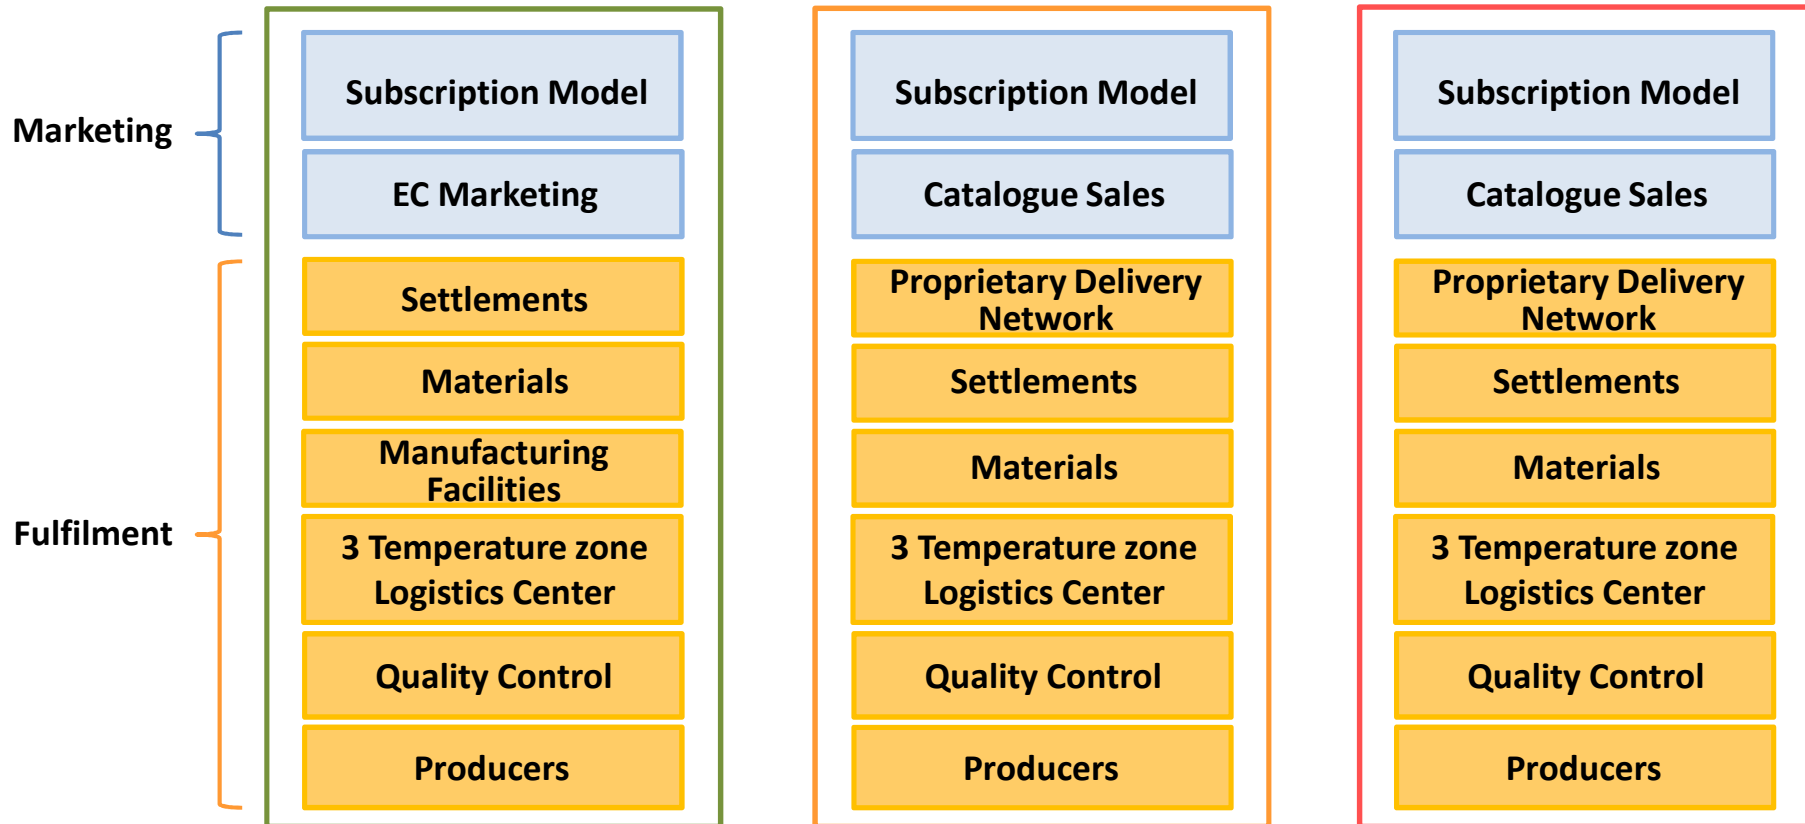 Marketing
Subscription Model
EC Marketing
Fulfilment
Settlements
Materials
Manufacturing
Facilities
3 Temperature zone
Logistics Center
Quality Control
Producers
Subscription Model
Catalogue Sales
Proprietary Delivery
Network
Settlements
Materials
3 Temperature zone
Logistics Center
Quality Control
Producers
Subscription Model
Catalogue Sales
Proprietary Delivery
Network
Settlements
Materials
3 Temperature zone
Logistics Center
Quality Control
Producers